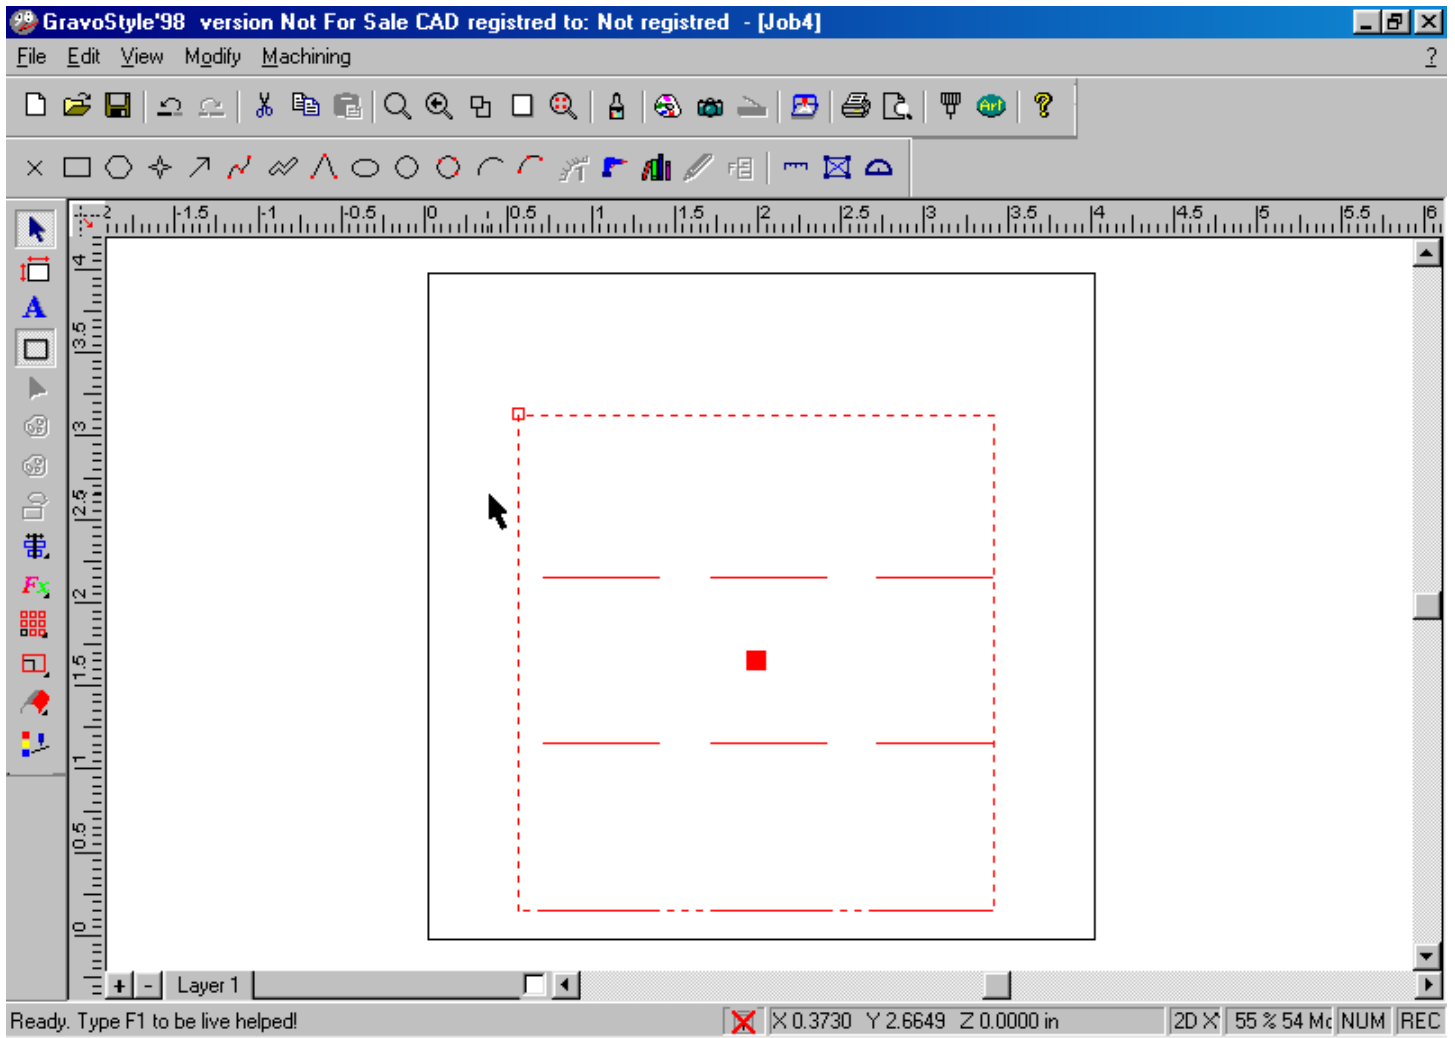 GravoStyle'98 version Not For Sale CAD registred to: Not registred - [Job4]
File Edit View Modify Machining ?
Art
-2 -1.5 -1 -0.5 0 0.5 1 1.5 2 2.5 3 3.5 4 4.5 5 5.5 6
4
3.5
3
2.5
2
1.5
1
0.5
0
A
Fx
+ - Layer 1
Ready. Type F1 to be live helped! X 0.3730 Y 2.6649 Z 0.0000 in 2D X 55 % 54 Mo NUM REC